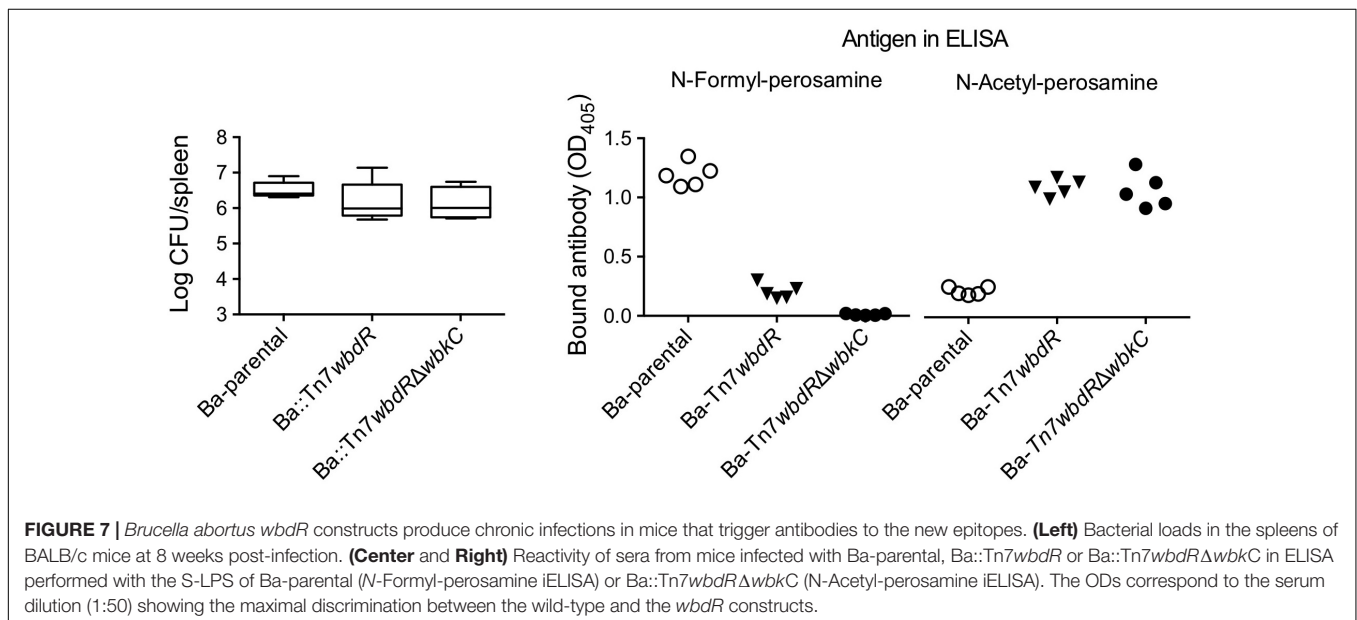 Antigen in ELISA
N-Formyl-perosamine
N-Acetyl-perosamine
Log CFU/spleen
8
7
6
5
4
3
Ba-parental
Ba::Tn7wbdR
Ba::Tn7wbdRΔwbkC
Bound antibody (OD405)
1.5
1.0
0.5
0.0
Ba-parental
Ba-Tn7wbdR
Ba-Tn7wbdRΔwbkC
Ba-parental
Ba-Tn7wbdR
Ba-Tn7wbdRΔwbkC
FIGURE 7 | Brucella abortus wbdR constructs produce chronic infections in mice that trigger antibodies to the new epitopes. (Left) Bacterial loads in the spleens of
BALB/c mice at 8 weeks post-infection. (Center and Right) Reactivity of sera from mice infected with Ba-parental, Ba::Tn7wbdR or Ba::Tn7wbdRΔwbkC in ELISA
performed with the S-LPS of Ba-parental (N-Formyl-perosamine iELISA) or Ba::Tn7wbdRΔwbkC (N-Acetyl-perosamine iELISA). The ODs correspond to the serum
dilution (1:50) showing the maximal discrimination between the wild-type and the wbdR constructs.